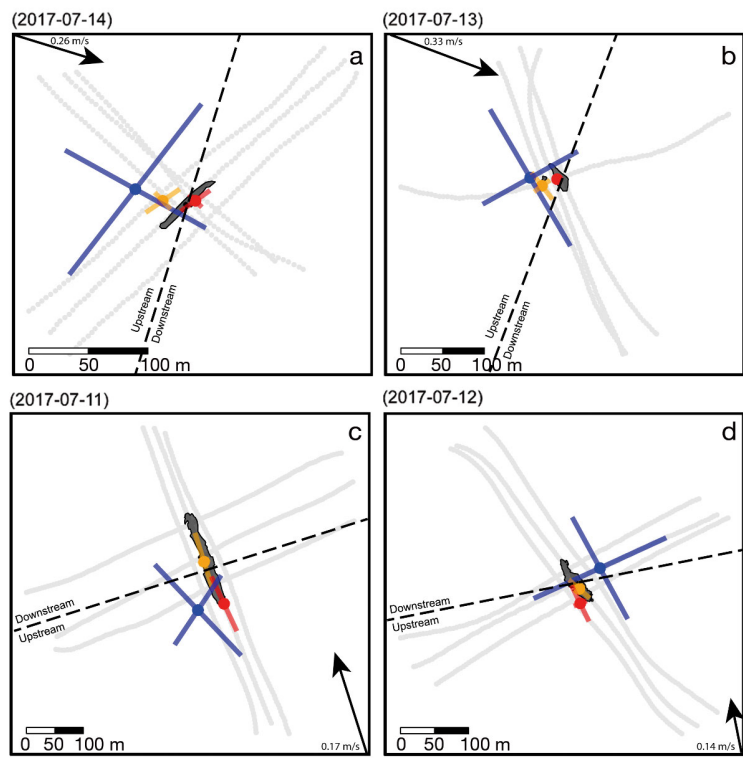 (2017-07-14)
0.26 m/s
a
Upstream
Downstream
0 50 100 m
(2017-07-13)
0.33 m/s
b
Upstream
Downstream
0 50 100 m
(2017-07-11)
c
Downstream
Upstream
0 50 100 m
0.17 m/s
(2017-07-12)
d
Downstream
Upstream
0 50 100 m
0.14 m/s